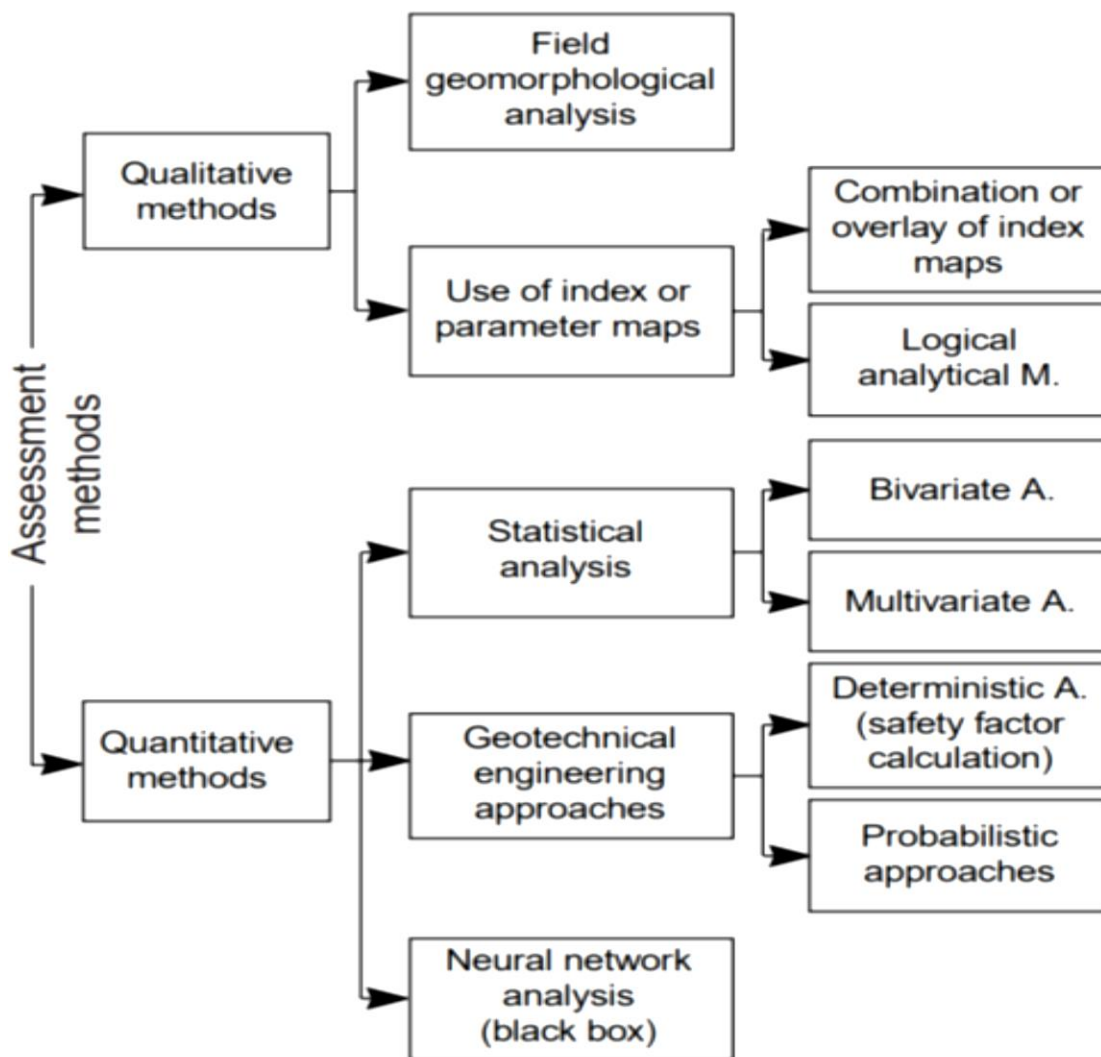 Assessment
methods
Qualitative
methods
Field
geomorphological
analysis
Use of index or
parameter maps
Combination or
overlay of index
maps
Logical
analytical M.
Quantitative
methods
Statistical
analysis
Bivariate A.
Multivariate A.
Geotechnical
engineering
approaches
Deterministic A.
(safety factor
calculation)
Probabilistic
approaches
Neural network
analysis
(black box)